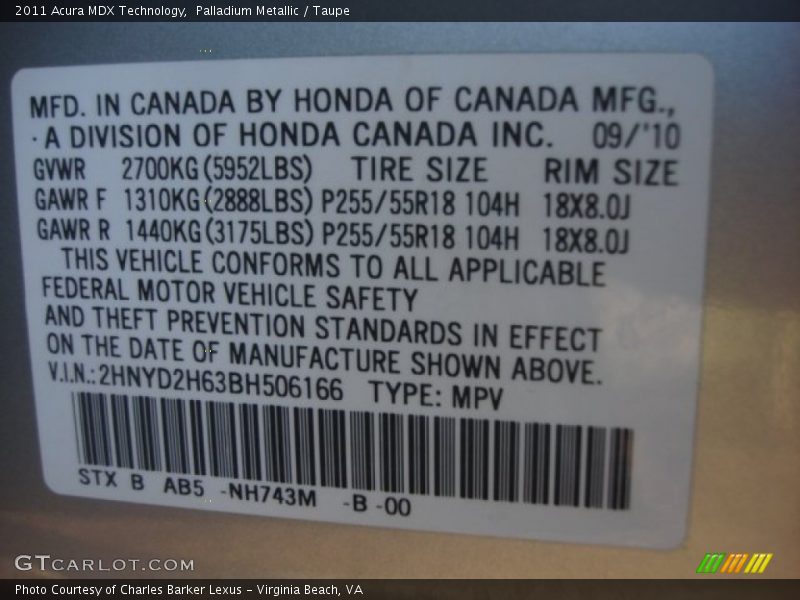 2011 Acura MDX Technology,  Palladium Metallic / Taupe
MFD. IN CANADA BY HONDA OF CANADA MFG.,
A DIVISION OF HONDA CANADA INC. 09/'10
GVWR 2700KG(5952LBS) TIRE SIZE RIM SIZE
GAWR F 1310KG(2888LBS) P255/55R18 104H 18X8.0J
GAWR R 1440KG(3175LBS) P255/55R18 104H 18X8.0J
THIS VEHICLE CONFORMS TO ALL APPLICABLE
FEDERAL MOTOR VEHICLE SAFETY
AND THEFT PREVENTION STANDARDS IN EFFECT
ON THE DATE OF MANUFACTURE SHOWN ABOVE.
V.I.N.: 2HNYD2H63BH506166 TYPE: MPV
STX B AB5 -NH743M -B -00
GTCARLOT.COM
Photo Courtesy of Charles Barker Lexus – Virginia Beach, VA